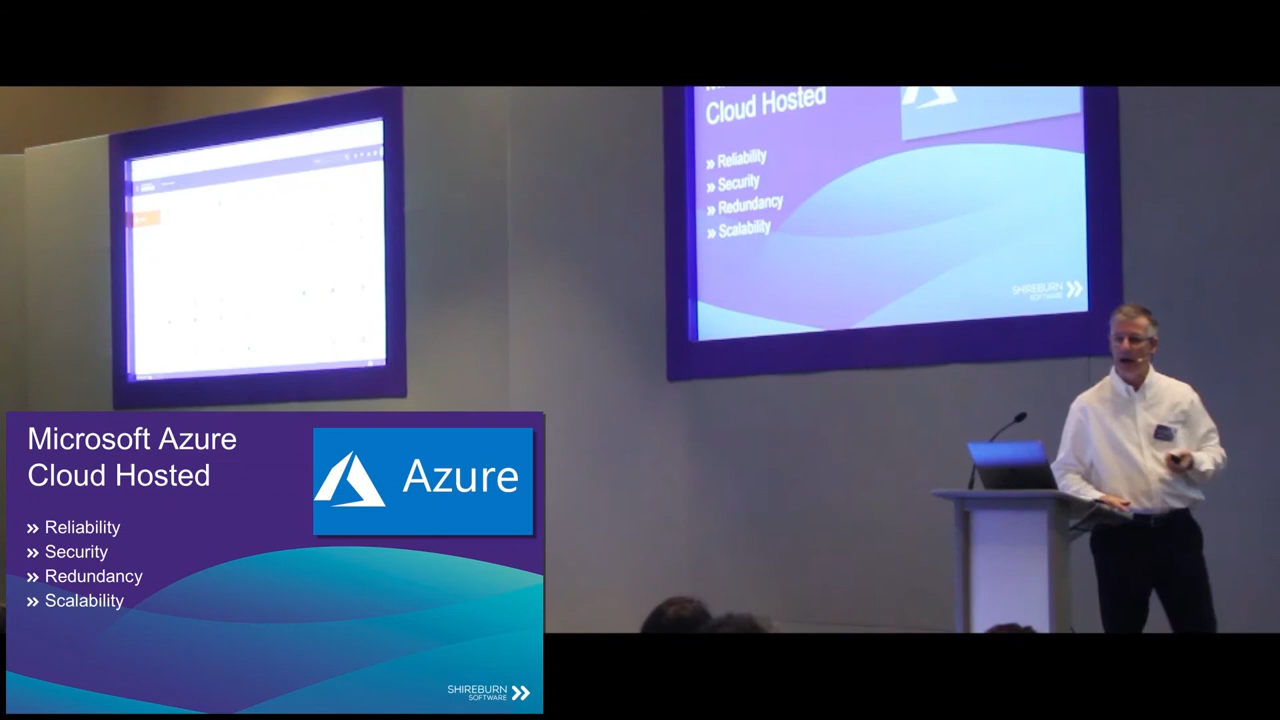 Cloud Hosted
» Reliability
» Security
» Redundancy
» Scalability
SHIREBURN
SOFTWARE
Microsoft Azure
Cloud Hosted
Azure
» Reliability
» Security
» Redundancy
» Scalability
SHIREBURN
SOFTWARE